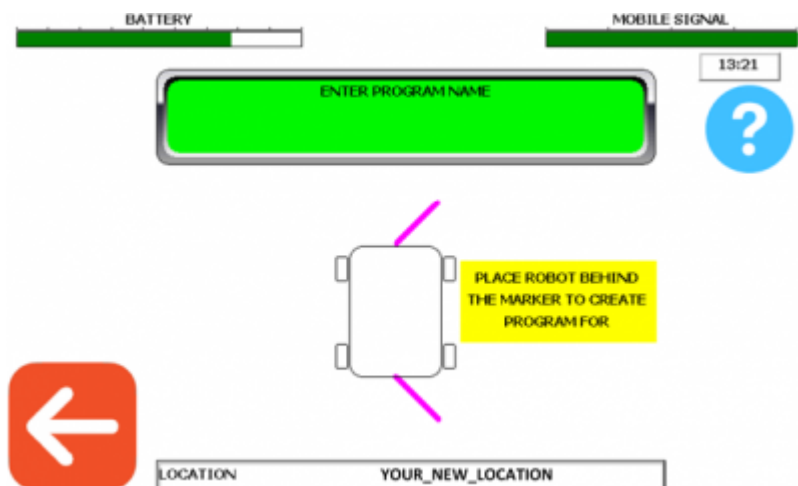 BATTERY
MOBILE SIGNAL
13:21
ENTER PROGRAM NAME
?
PLACE ROBOT BEHIND
THE MARKER TO CREATE
PROGRAM FOR
LOCATION YOUR_NEW_LOCATION